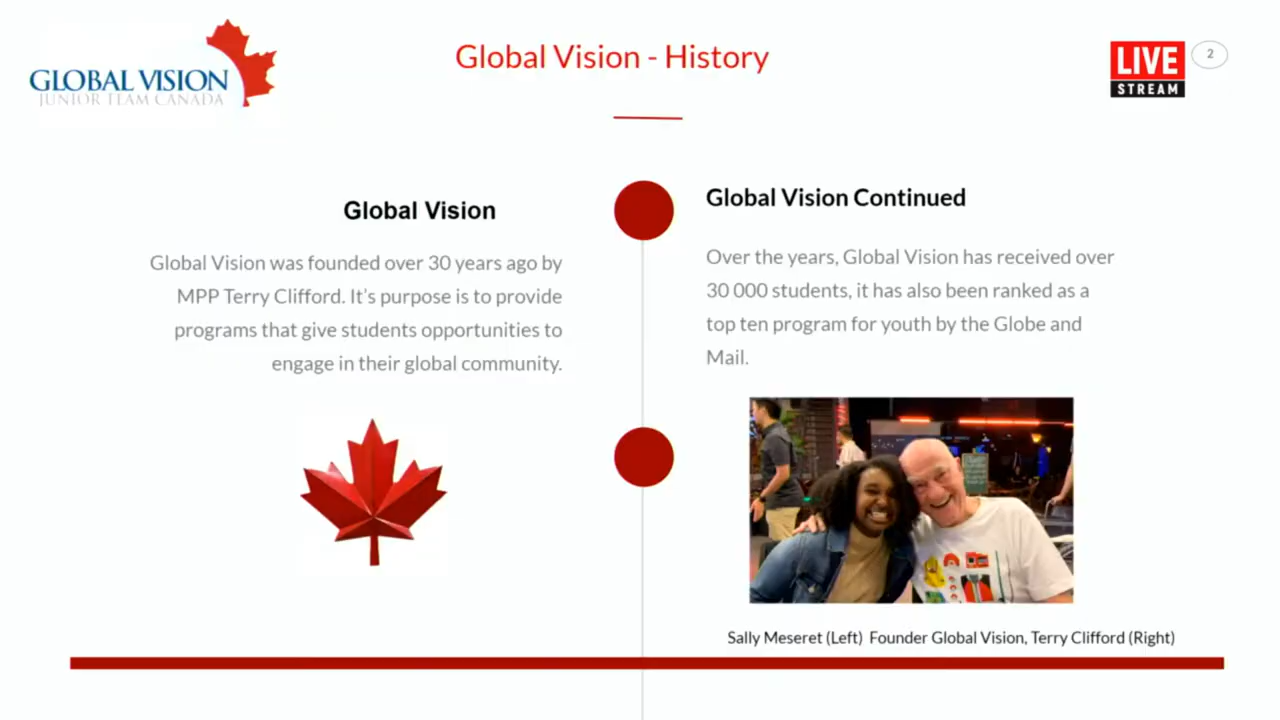 GLOBAL VISION
JUNIOR TEAM CANADA
Global Vision - History
LIVE
STREAM
2
Global Vision
Global Vision was founded over 30 years ago by
MPP Terry Clifford. It's purpose is to provide
programs that give students opportunities to
engage in their global community.
Global Vision Continued
Over the years, Global Vision has received over
30 000 students, it has also been ranked as a
top ten program for youth by the Globe and
Mail.
Sally Meseret (Left) Founder Global Vision, Terry Clifford (Right)